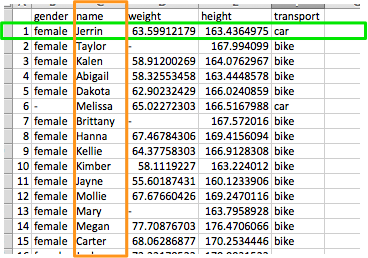 gender name weight height transport
1 female Jerrin 63.59912179 163.4364975 car
2 female Taylor - 167.994099 bike
3 female Kalen 58.91200269 164.0762967 bike
4 female Abigail 58.32553458 163.4448578 bike
5 female Dakota 62.90232429 166.0240859 bike
6 - Melissa 65.02272303 166.5167988 car
7 female Brittany - 167.572016 bike
8 female Hanna 67.46784306 169.4156094 bike
9 female Kellie 64.37758303 166.9128308 bike
10 female Kimber 58.1119227 163.224012 bike
11 female Jayne 55.60187431 160.1233906 bike
12 female Mollie 67.67660426 169.2470116 bike
13 female Mary - 163.7958928 bike
14 female Megan 77.70876703 176.4706066 bike
15 female Carter 68.06286877 170.2534446 bike